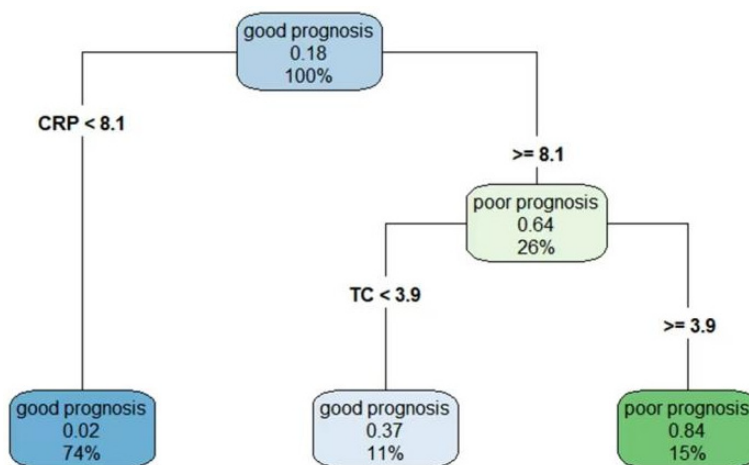 good prognosis
0.18
100%
CRP < 8.1
>= 8.1
poor prognosis
0.64
26%
TC < 3.9
>= 3.9
good prognosis
0.02
74%
good prognosis
0.37
11%
poor prognosis
0.84
15%